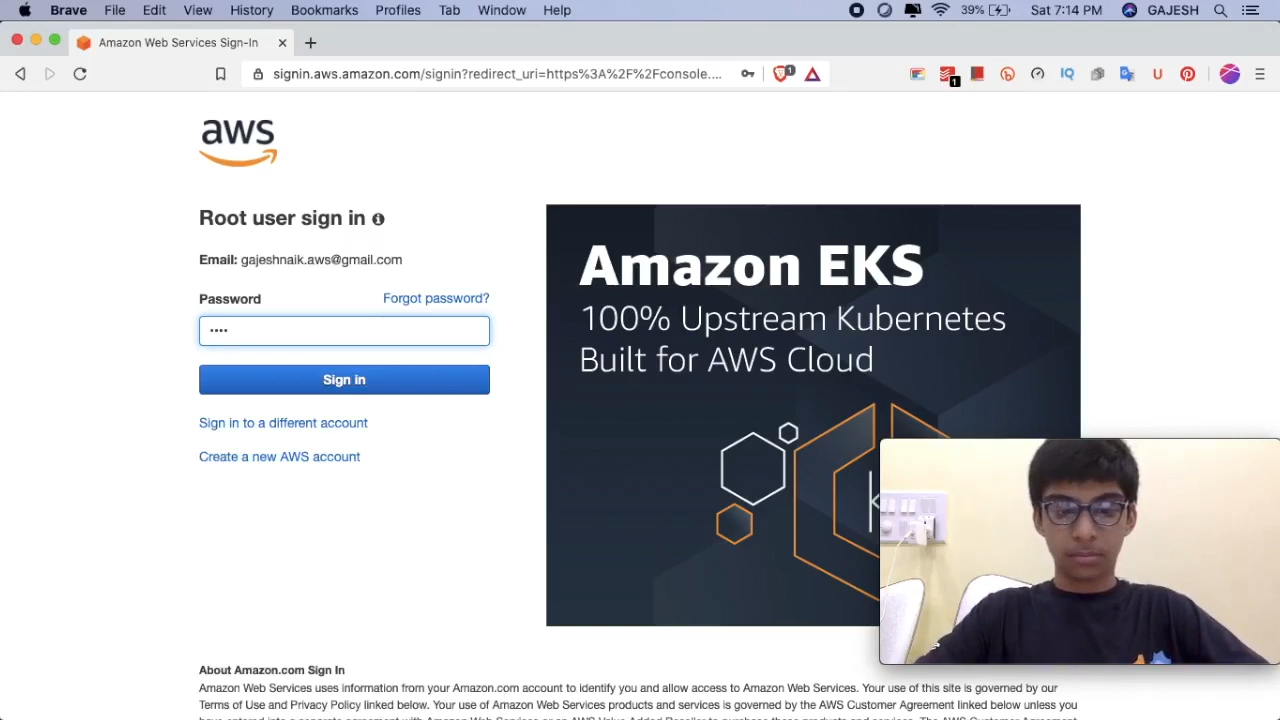 Brave File Edit View History Bookmarks Profiles Tab Window Help 39% Sat 7:14 PM GAJESH
Amazon Web Services Sign-In
signin.aws.amazon.com/signin?redirect_uri=https%3A%2F%2Fconsole.... 1 1 IQ U
aws
Root user sign in
Email: gajeshnaik.aws@gmail.com
Password Forgot password?
••••
Sign in
Sign in to a different account
Create a new AWS account
Amazon EKS
100% Upstream Kubernetes
Built for AWS Cloud
About Amazon.com Sign In
Amazon Web Services uses information from your Amazon.com account to identify you and allow access to Amazon Web Services. Your use of this site is governed by our
Terms of Use and Privacy Policy linked below. Your use of Amazon Web Services products and services is governed by the AWS Customer Agreement linked below unless you